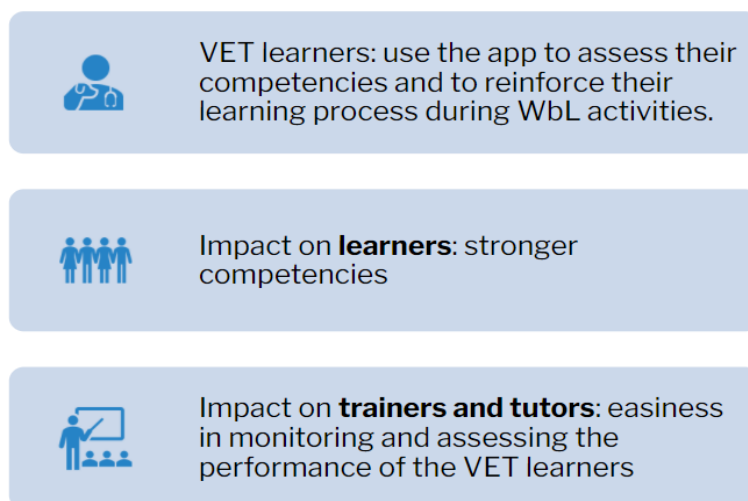 VET learners: use the app to assess their
competencies and to reinforce their
learning process during WbL activities.
Impact on learners: stronger
competencies
Impact on trainers and tutors: easiness
in monitoring and assessing the
performance of the VET learners